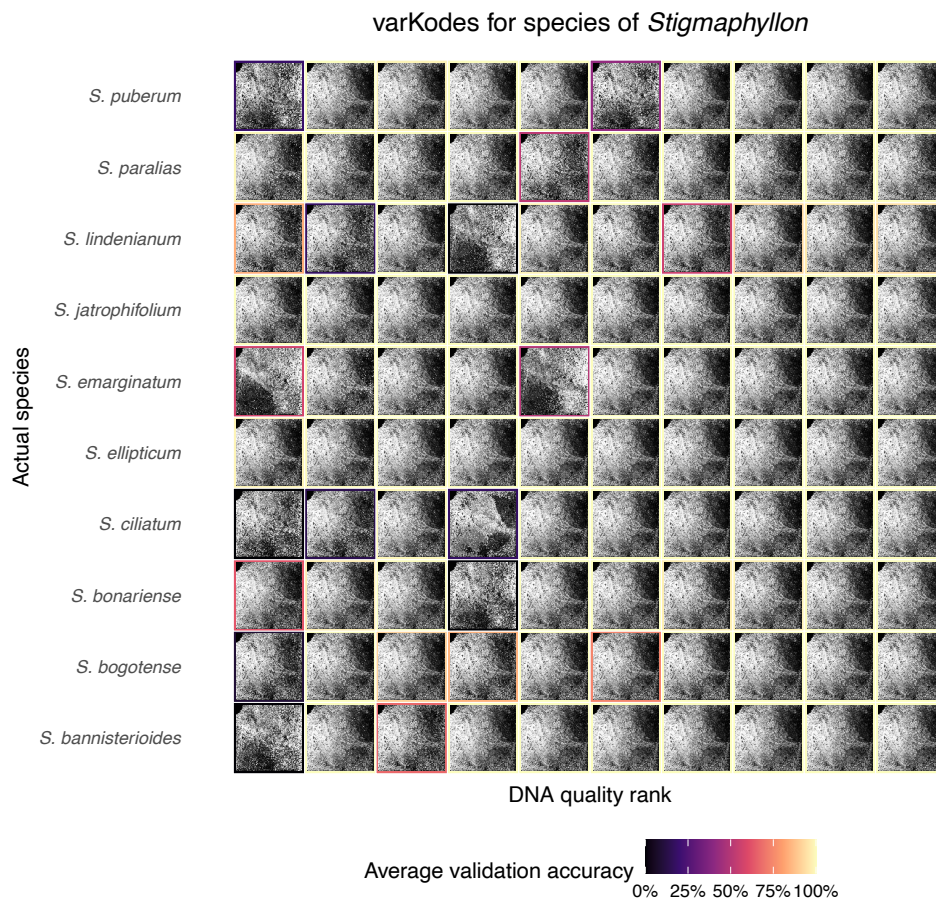 varKodes for species of Stigmaphyllon
S. puberum
S. paralias
S. lindenianum
S. jatrophifolium
S. emarginatum
S. ellipticum
S. ciliatum
S. bonariense
S. bogotense
S. bannisterioides
Actual species
DNA quality rank
Average validation accuracy
0% 25% 50% 75% 100%